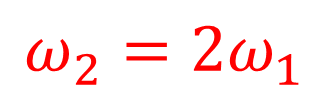 ω₂ = 2ω₁